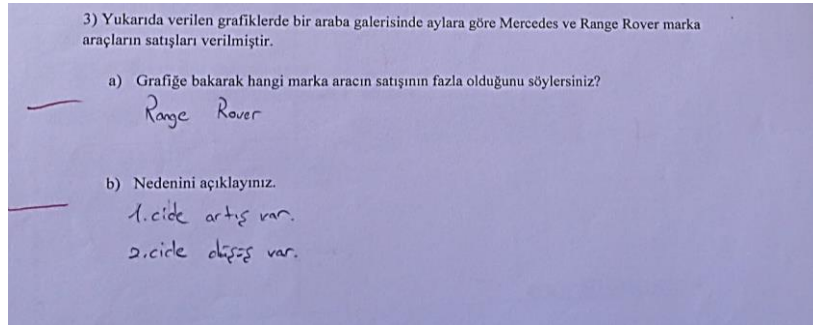 3) Yukarıda verilen grafiklerde bir araba galerisinde aylara göre Mercedes ve Range Rover marka
araçların satışları verilmiştir.
a) Grafiğe bakarak hangi marka aracın satışının fazla olduğunu söylersiniz?
Range Rover
b) Nedenini açıklayınız.
1.cide artış var.
2.cide düşüş var.